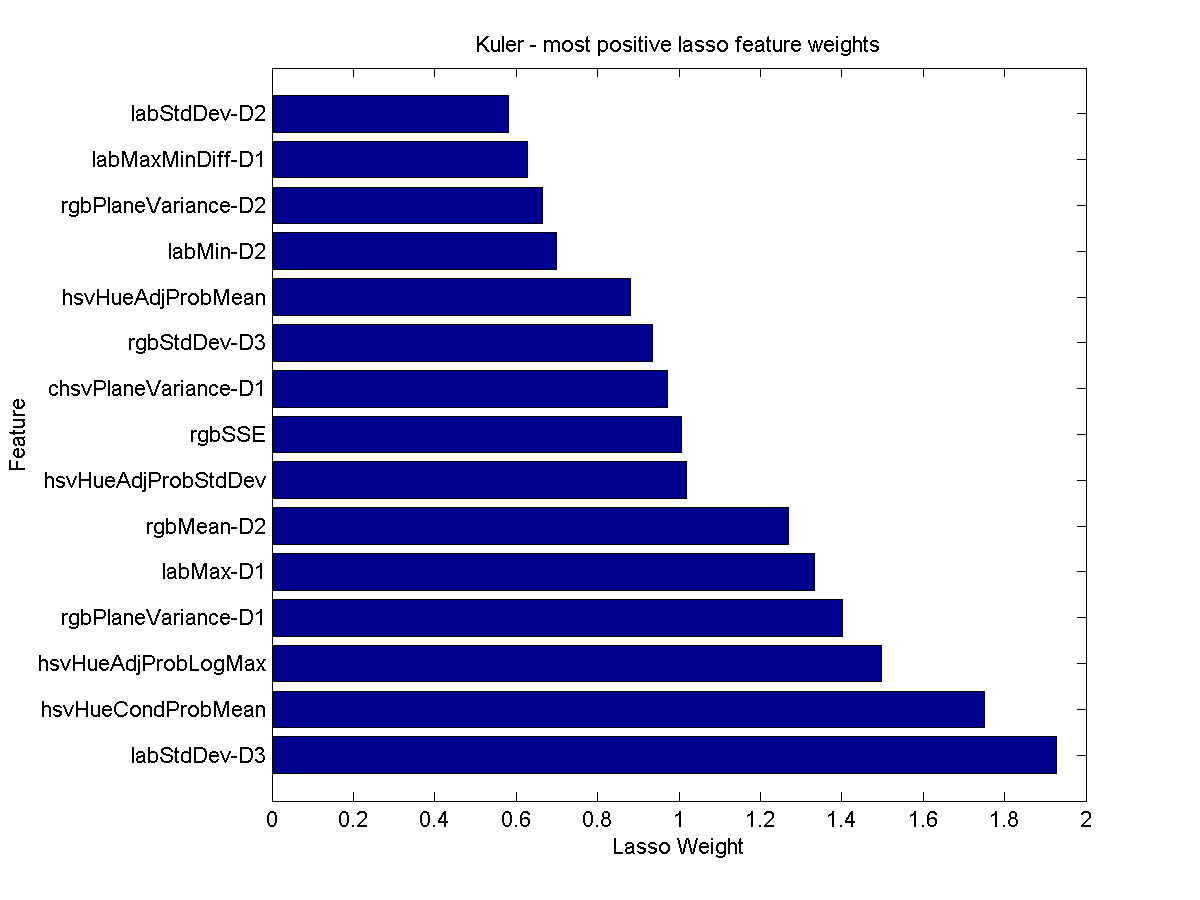 Kuler - most positive lasso feature weights
labStdDev-D2
labMaxMinDiff-D1
rgbPlaneVariance-D2
labMin-D2
hsvHueAdjProbMean
rgbStdDev-D3
chsvPlaneVariance-D1
rgbSSE
hsvHueAdjProbStdDev
rgbMean-D2
labMax-D1
rgbPlaneVariance-D1
hsvHueAdjProbLogMax
hsvHueCondProbMean
labStdDev-D3
Feature
0 0.2 0.4 0.6 0.8 1 1.2 1.4 1.6 1.8 2
Lasso Weight